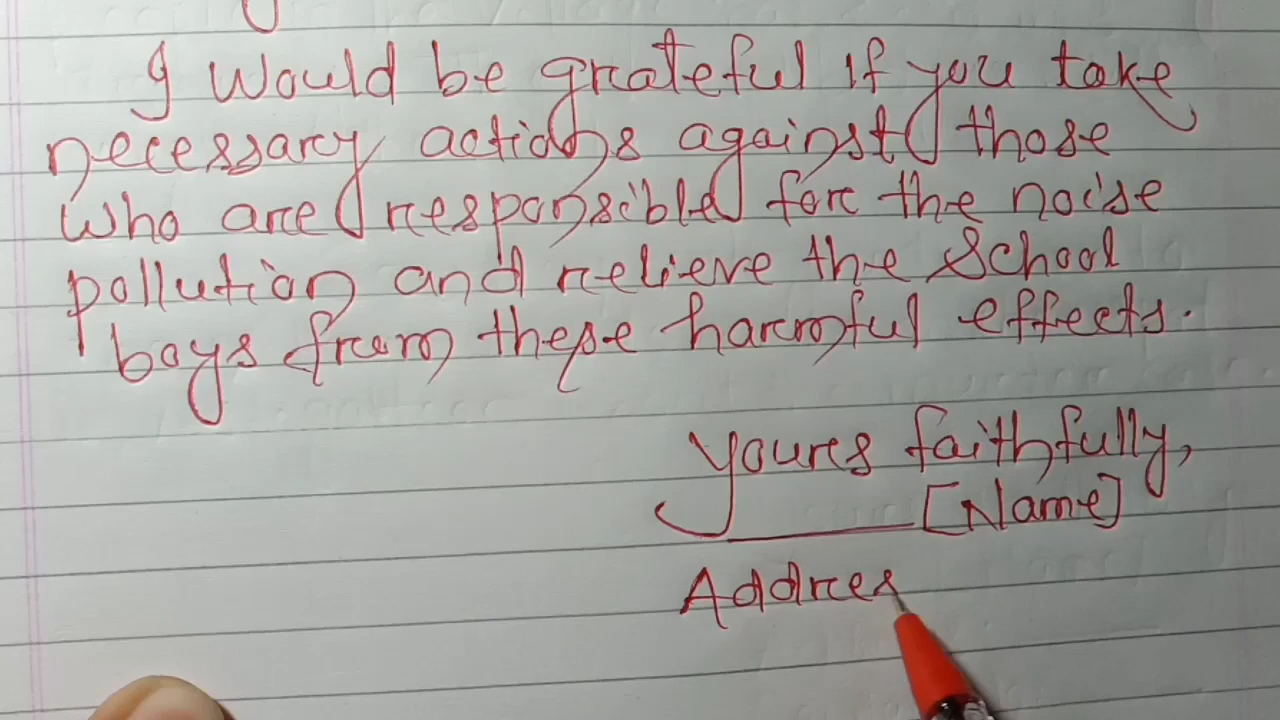 I would be grateful if you take
necessary actions against those
who are responsible for the noise
pollution and relieve the School
boys from these harmful effects.
yours faithfully,
[Name]
Addres